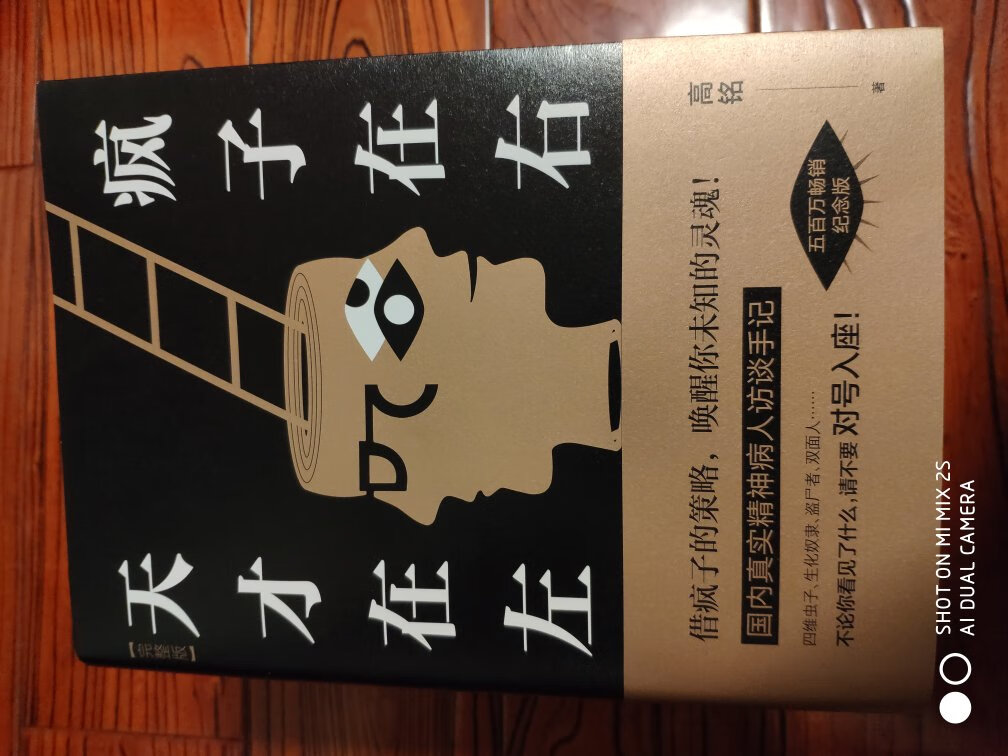 天才在左
疯子在右
【完整版】
高铭
著
借疯子的策略，唤醒你未知的灵魂！
国内真实精神病人访谈手记
四维虫子、生化奴隶、盗尸者、双面人……
不论你看见了什么，请不要 对号入座！
五百万畅销
纪念版
SHOT ON MI MIX 2S
AI DUAL CAMERA